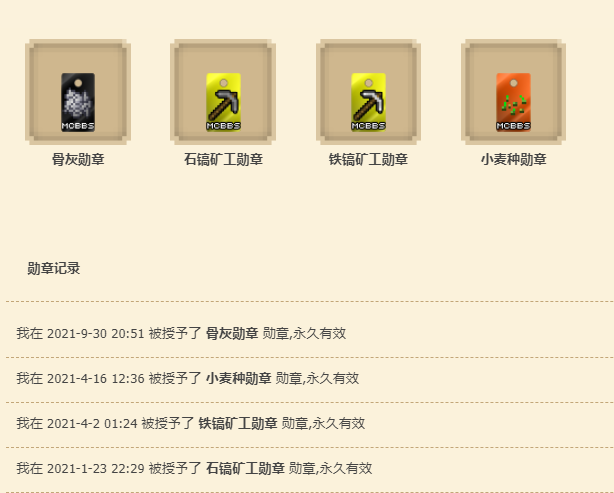 MCBBS MCBBS MCBBS MCBBS
骨灰勋章 石镐矿工勋章 铁镐矿工勋章 小麦种勋章
勋章记录
我在 2021-9-30 20:51 被授予了 骨灰勋章 勋章,永久有效
我在 2021-4-16 12:36 被授予了 小麦种勋章 勋章,永久有效
我在 2021-4-2 01:24 被授予了 铁镐矿工勋章 勋章,永久有效
我在 2021-1-23 22:29 被授予了 石镐矿工勋章 勋章,永久有效